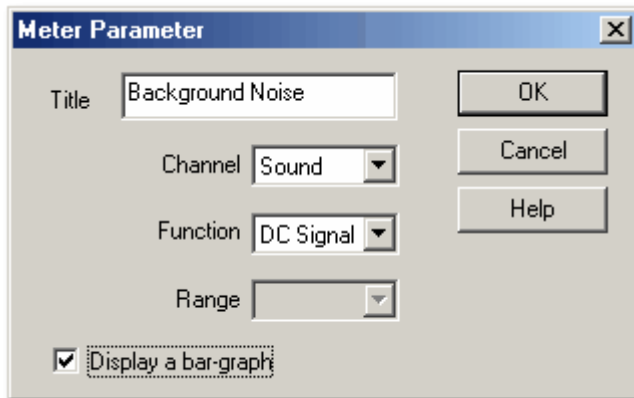 Meter Parameter
Title Background Noise
OK
Channel Sound
Cancel
Function DC Signal
Help
Range
Display a bar-graph